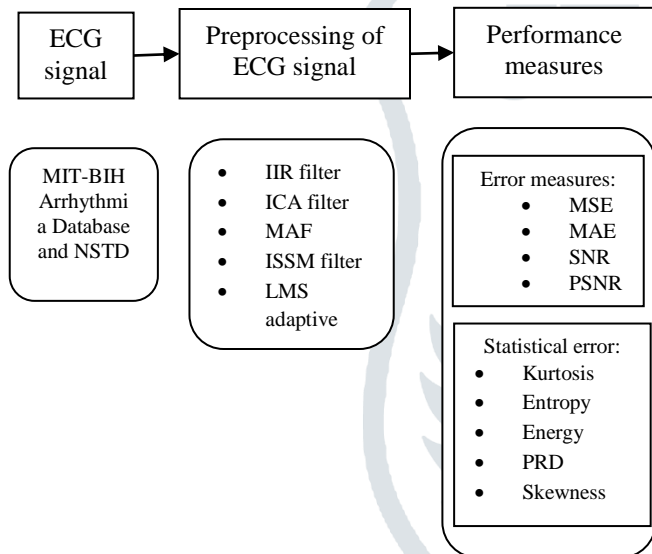 ECG
signal
Preprocessing of
ECG signal
Performance
measures
MIT-BIH
Arrhythmi
a Database
and NSTD
• IIR filter
• ICA filter
• MAF
• ISSM filter
• LMS
adaptive
Error measures:
• MSE
• MAE
• SNR
• PSNR
Statistical error:
• Kurtosis
• Entropy
• Energy
• PRD
• Skewness